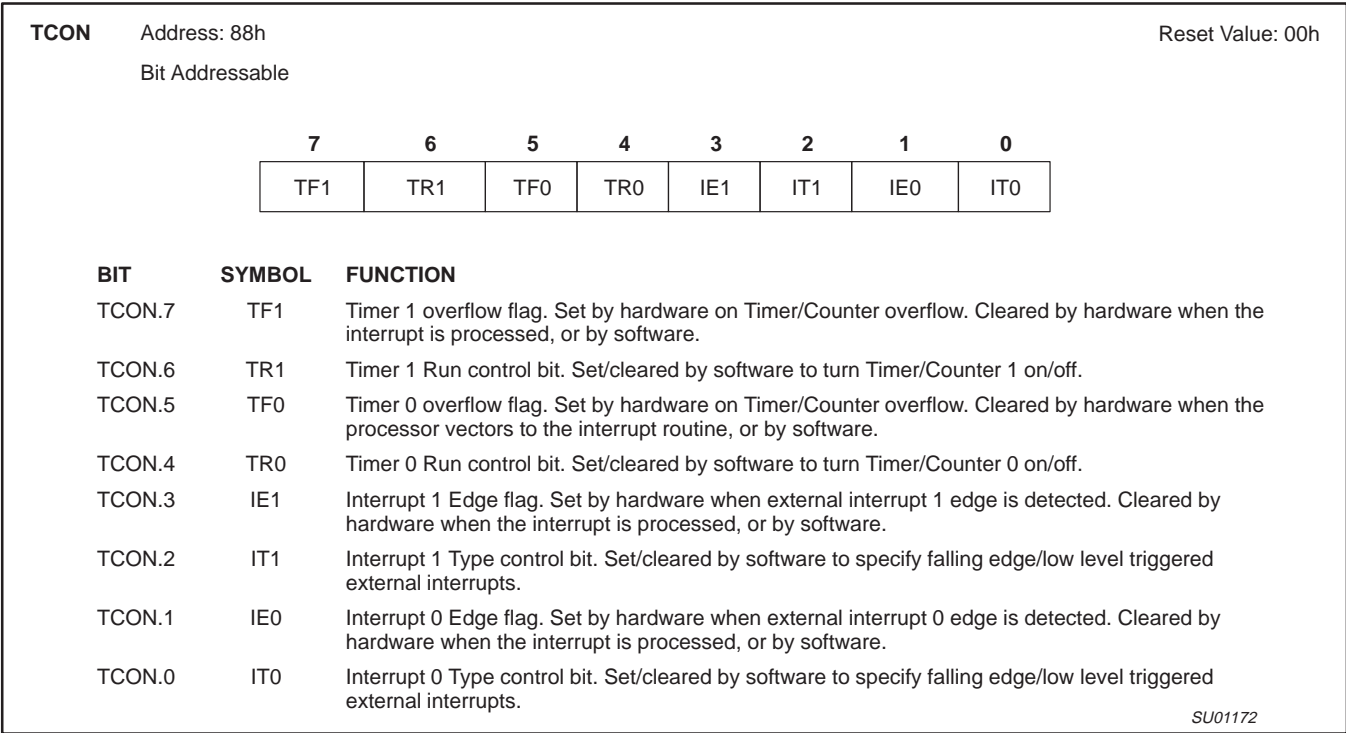 TCON Address: 88h Reset Value: 00h
Bit Addressable
7 6 5 4 3 2 1 0
TF1 TR1 TF0 TR0 IE1 IT1 IE0 IT0
BIT SYMBOL FUNCTION
TCON.7 TF1 Timer 1 overflow flag. Set by hardware on Timer/Counter overflow. Cleared by hardware when the
interrupt is processed, or by software.
TCON.6 TR1 Timer 1 Run control bit. Set/cleared by software to turn Timer/Counter 1 on/off.
TCON.5 TF0 Timer 0 overflow flag. Set by hardware on Timer/Counter overflow. Cleared by hardware when the
processor vectors to the interrupt routine, or by software.
TCON.4 TR0 Timer 0 Run control bit. Set/cleared by software to turn Timer/Counter 0 on/off.
TCON.3 IE1 Interrupt 1 Edge flag. Set by hardware when external interrupt 1 edge is detected. Cleared by
hardware when the interrupt is processed, or by software.
TCON.2 IT1 Interrupt 1 Type control bit. Set/cleared by software to specify falling edge/low level triggered
external interrupts.
TCON.1 IE0 Interrupt 0 Edge flag. Set by hardware when external interrupt 0 edge is detected. Cleared by
hardware when the interrupt is processed, or by software.
TCON.0 IT0 Interrupt 0 Type control bit. Set/cleared by software to specify falling edge/low level triggered
external interrupts.
SU01172